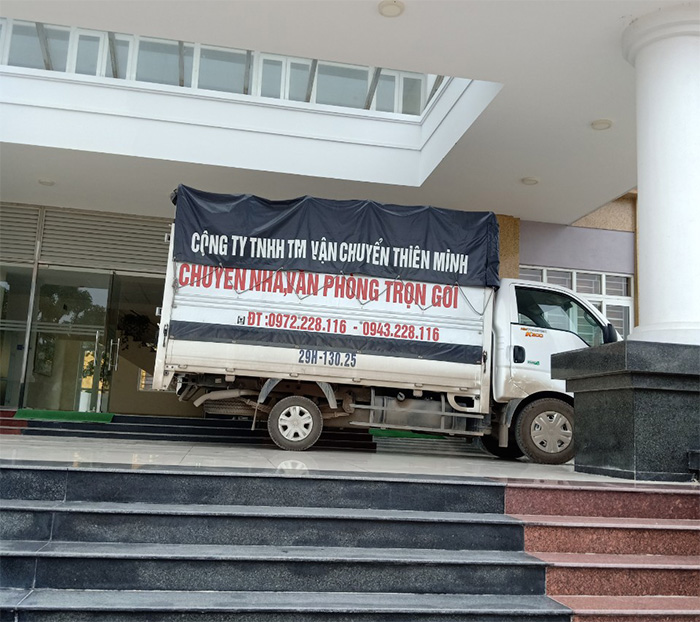 CÔNG TY TNHH TM VẬN CHUYỂN THIÊN MINH
CHUYỂN NHÀ,VĂN PHÒNG TRỌN GÓI
ĐT :0972.228.116 - 0943.228.116
29H-130.25